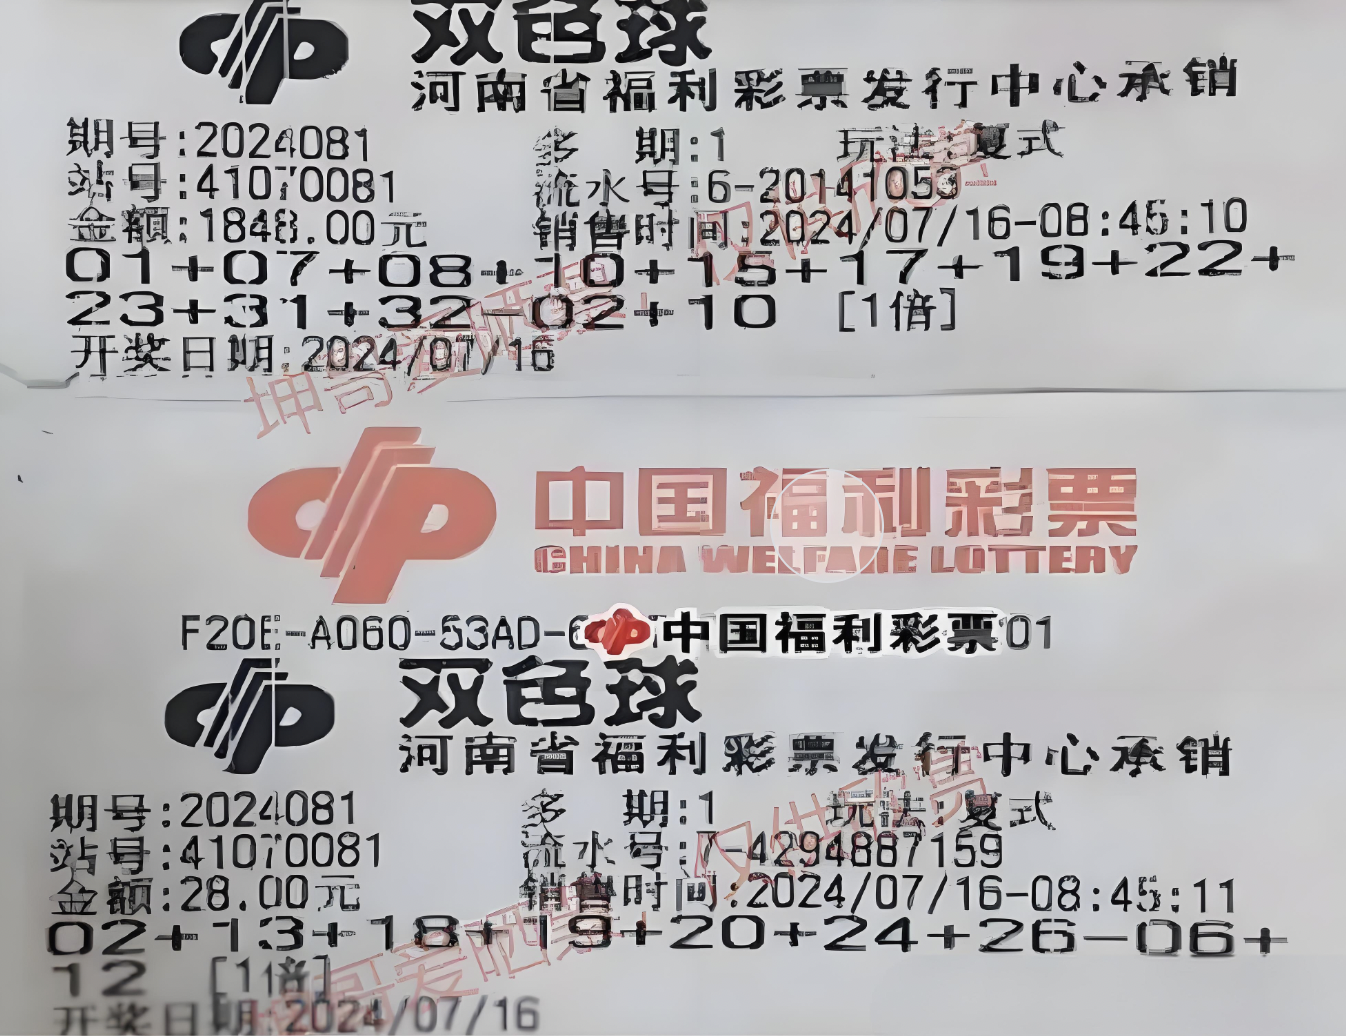 双色球
河南省福利彩票发行中心承销
期号:2024081 多 期:1 玩法:复式
站号:41070081 流水号:6-20141053
金额:1848.00元 销售时间:2024/07/16-08:45:10
01+07+08+10+15+17+19+22+
23+31+32-02+10 [1倍]
开奖日期:2024/07/16
坤哥爱晒票,仅供欣赏
中国福利彩票
CHINA WELFARE LOTTERY
F20E-A060-53AD-6 中国福利彩票 01
双色球
河南省福利彩票发行中心承销
期号:2024081 多 期:1 玩法:复式
站号:41070081 流水号:7-4294887159
金额:28.00元 销售时间:2024/07/16-08:45:11
02+13+18+19+20+24+26-06+
12 [1倍]
开奖日期:2024/07/16
坤哥爱晒票,仅供欣赏